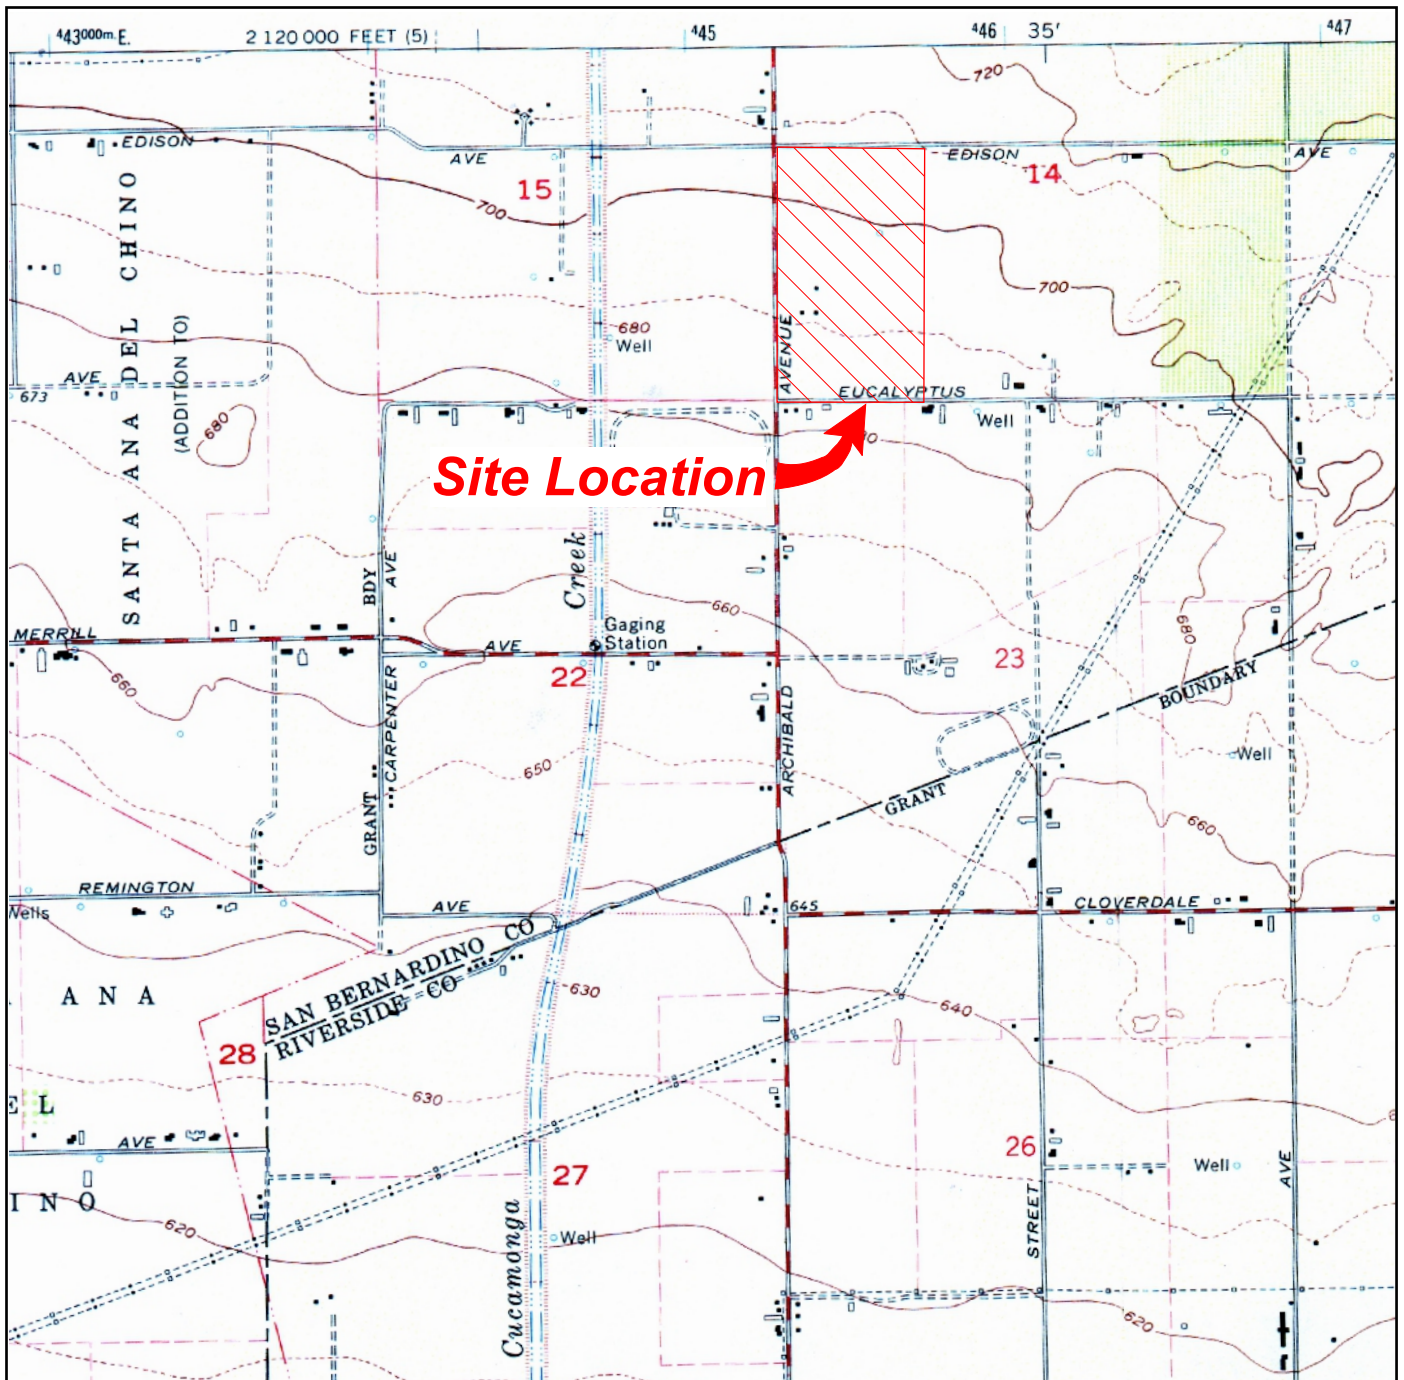 443000m. E.
2 120 000 FEET (5)
445
446
35'
447
720
EDISON
AVE
EDISON
AVE
15
14
700
700
680
Well
AVENUE
AVE
673
EUCALYPTUS
Well
SANTA ANA DEL CHINO
(ADDITION TO)
680
Site Location
Creek
BDY
AVE
660
Gaging
Station
MERRILL
AVE
22
23
680
660
CARPENTER
ARCHIBALD
BOUNDARY
Well
650
GRANT
GRANT
660
REMINGTON
AVE
645
CLOVERDALE
Wells
SAN BERNARDINO CO
RIVERSIDE CO
A N A
630
640
28
630
E L
AVE
26
27
Well
AVE
I N O
620
Cucamonga
Well
STREET
620